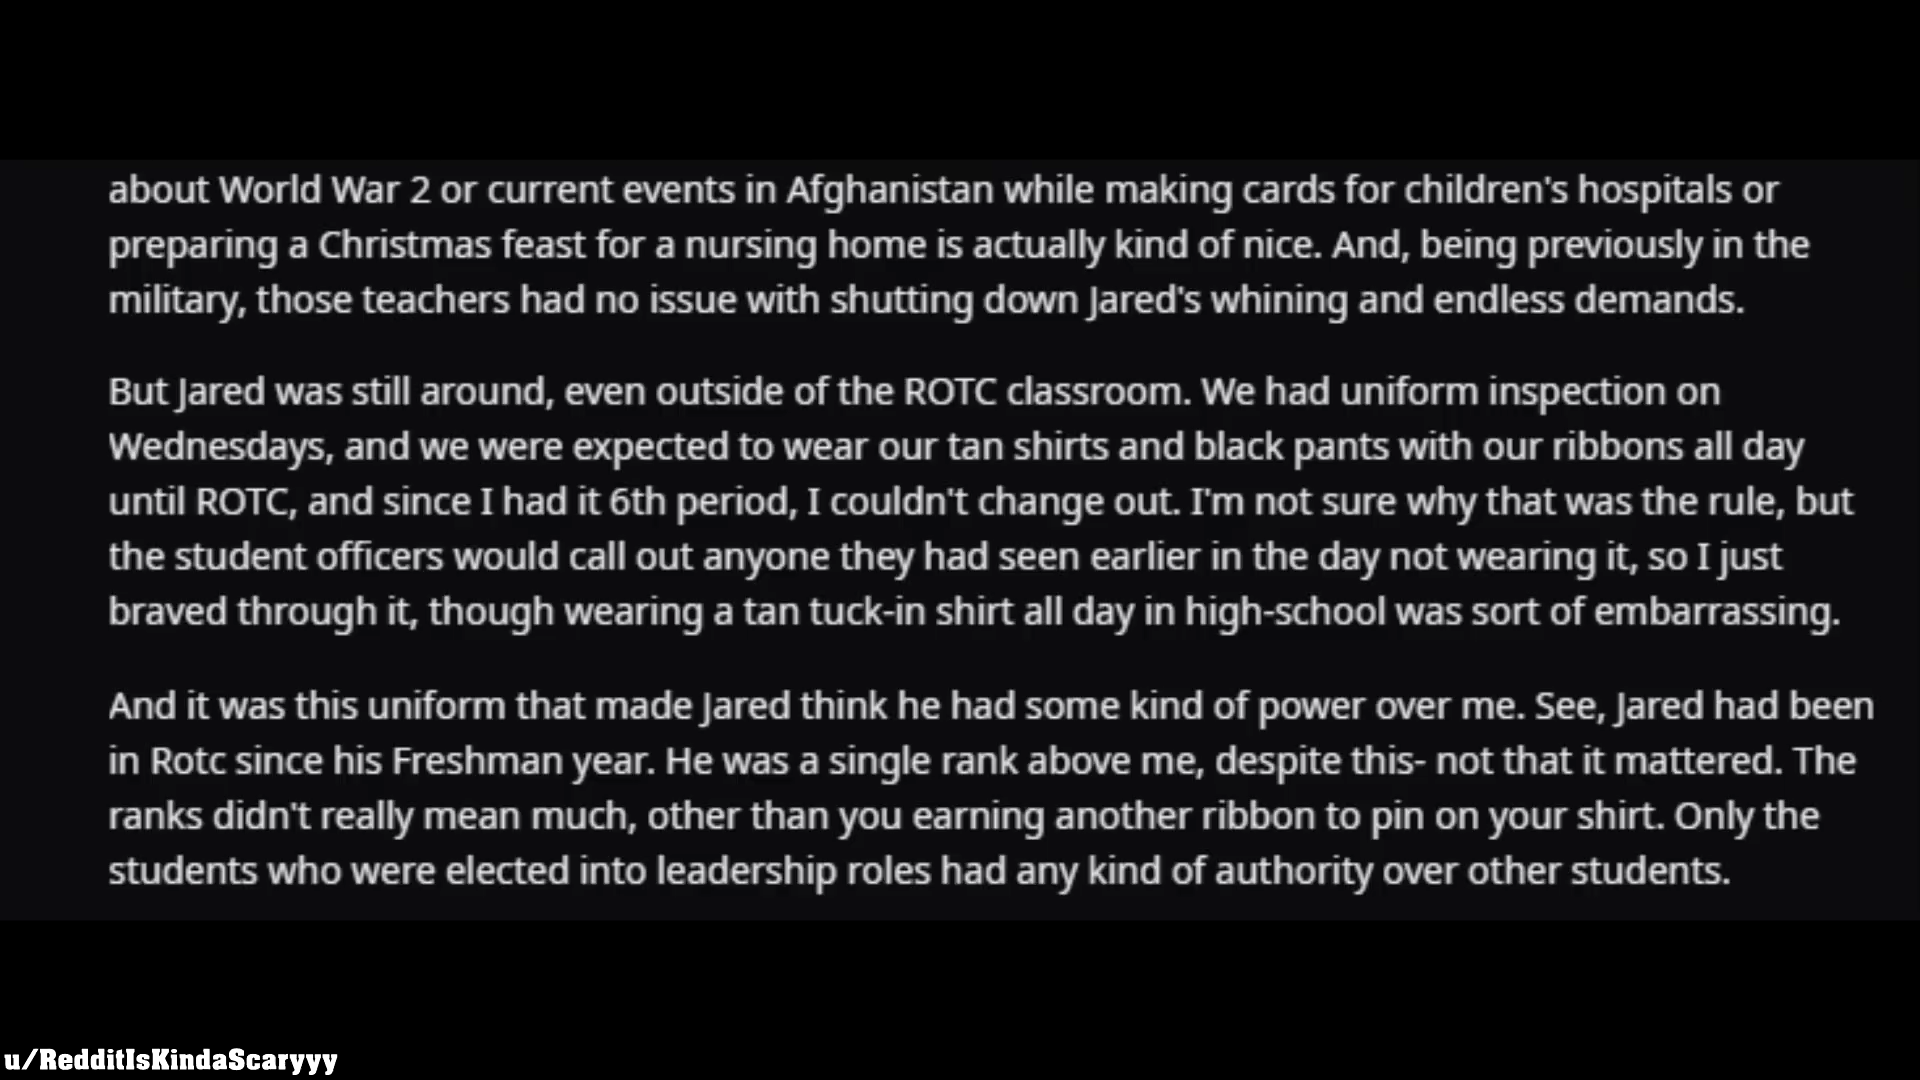 about World War 2 or current events in Afghanistan while making cards for children's hospitals or
preparing a Christmas feast for a nursing home is actually kind of nice. And, being previously in the
military, those teachers had no issue with shutting down Jared's whining and endless demands.
But Jared was still around, even outside of the ROTC classroom. We had uniform inspection on
Wednesdays, and we were expected to wear our tan shirts and black pants with our ribbons all day
until ROTC, and since I had it 6th period, I couldn't change out. I'm not sure why that was the rule, but
the student officers would call out anyone they had seen earlier in the day not wearing it, so I just
braved through it, though wearing a tan tuck-in shirt all day in high-school was sort of embarrassing.
And it was this uniform that made Jared think he had some kind of power over me. See, Jared had been
in Rotc since his Freshman year. He was a single rank above me, despite this- not that it mattered. The
ranks didn't really mean much, other than you earning another ribbon to pin on your shirt. Only the
students who were elected into leadership roles had any kind of authority over other students.
u/RedditIsKindaScaryyy